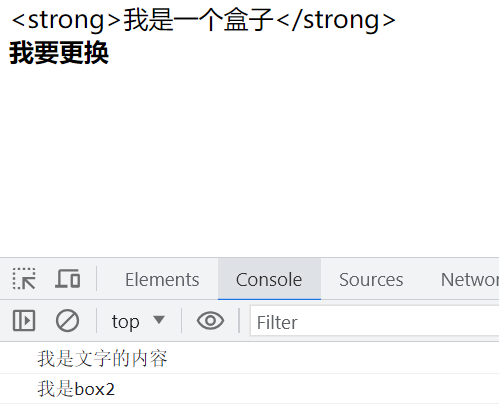 <strong>我是一个盒子</strong>
我要更换
Elements Console Sources Networ
top Filter
我是文字的内容
我是box2